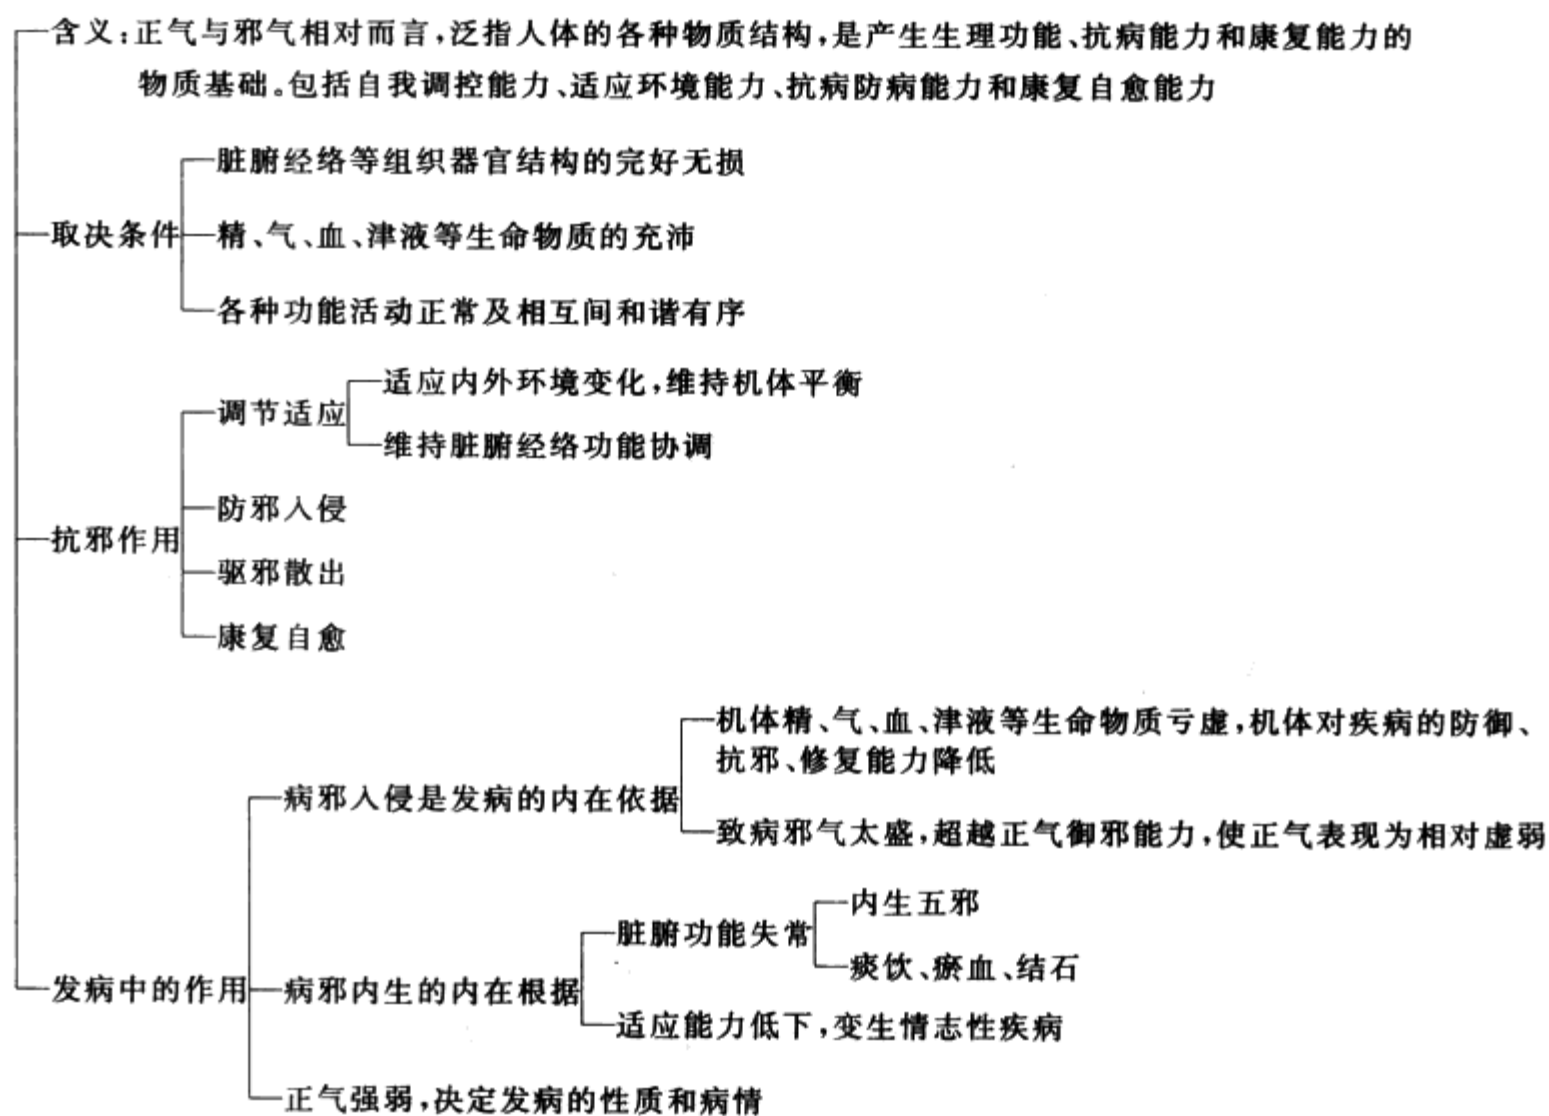 含义:正气与邪气相对而言,泛指人体的各种物质结构,是产生生理功能、抗病能力和康复能力的
物质基础。包括自我调控能力、适应环境能力、抗病防病能力和康复自愈能力
取决条件
脏腑经络等组织器官结构的完好无损
精、气、血、津液等生命物质的充沛
各种功能活动正常及相互间和谐有序
抗邪作用
调节适应
适应内外环境变化,维持机体平衡
维持脏腑经络功能协调
防邪入侵
驱邪散出
康复自愈
发病中的作用
病邪入侵是发病的内在依据
机体精、气、血、津液等生命物质亏虚,机体对疾病的防御、
抗邪、修复能力降低
致病邪气太盛,超越正气御邪能力,使正气表现为相对虚弱
病邪内生的内在根据
脏腑功能失常
内生五邪
痰饮、瘀血、结石
适应能力低下,变生情志性疾病
正气强弱,决定发病的性质和病情